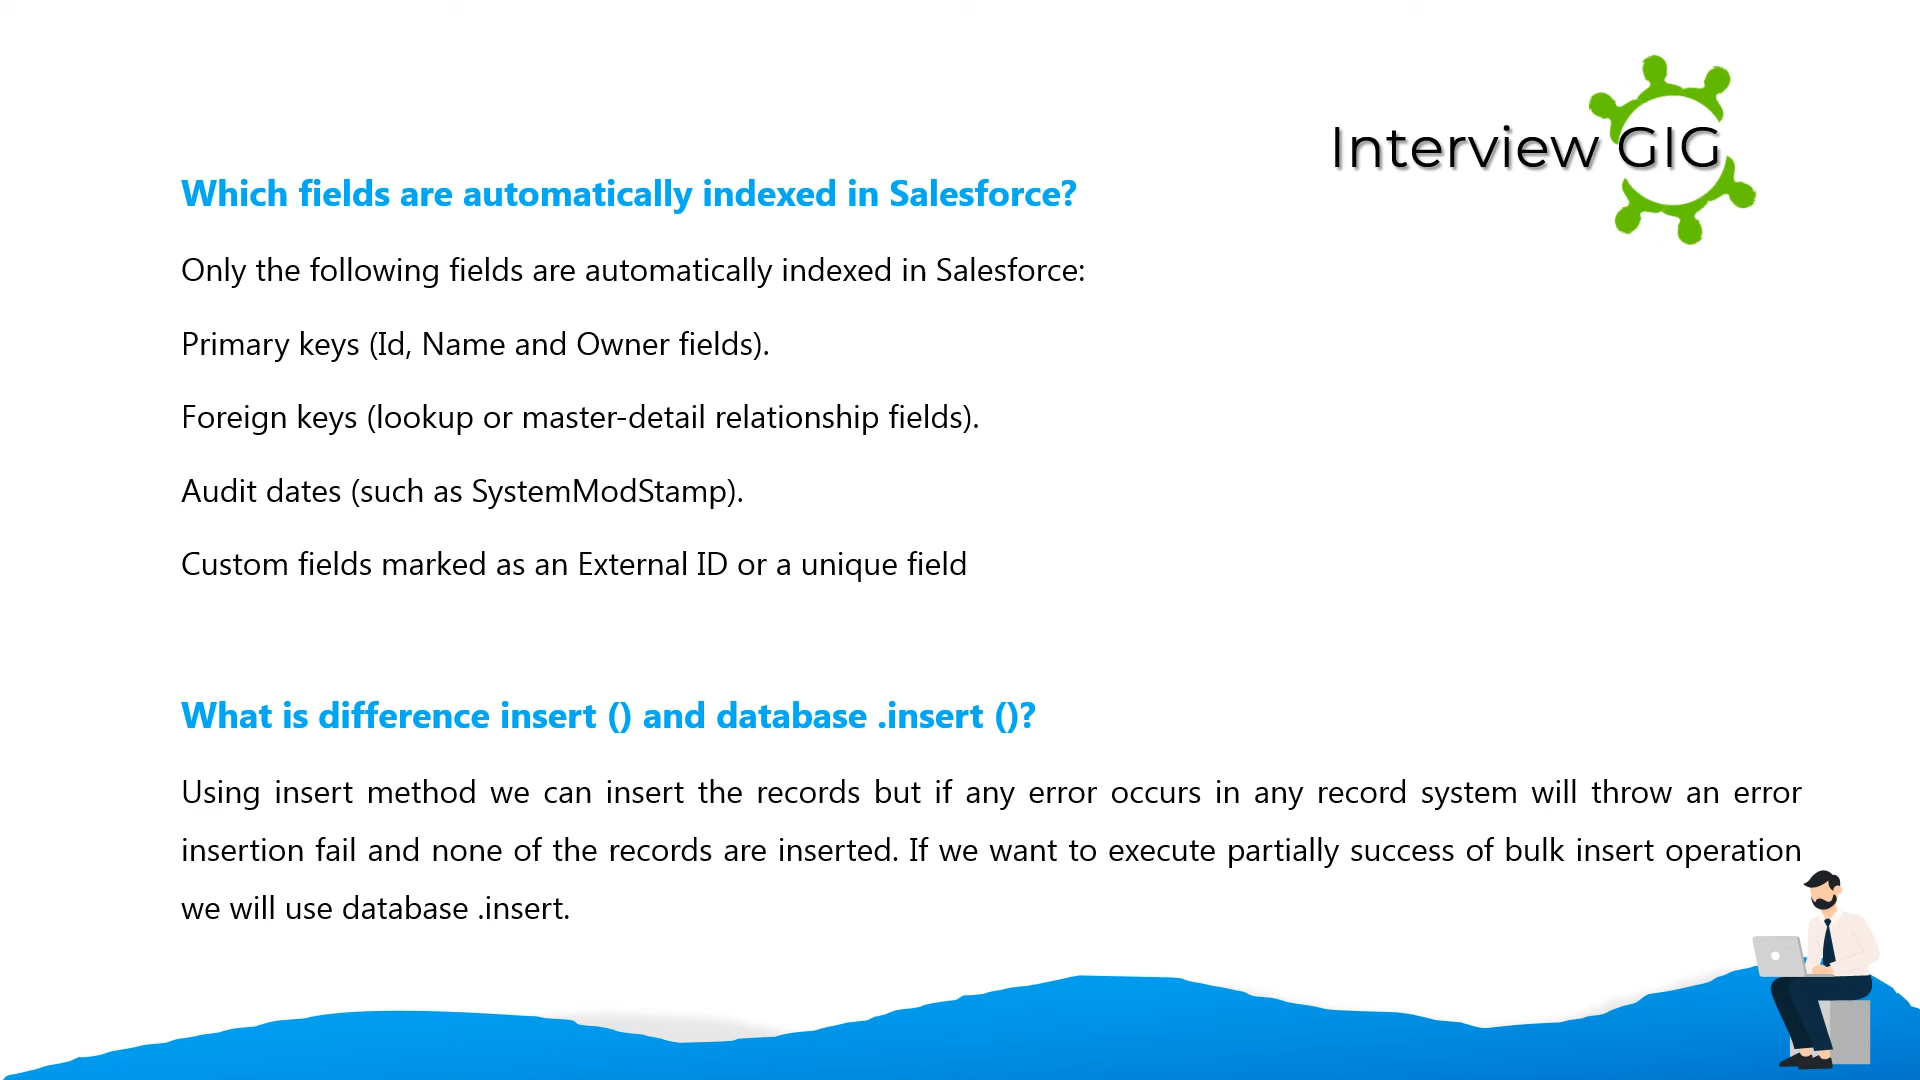 Interview GIG
Which fields are automatically indexed in Salesforce?
Only the following fields are automatically indexed in Salesforce:
Primary keys (Id, Name and Owner fields).
Foreign keys (lookup or master-detail relationship fields).
Audit dates (such as SystemModStamp).
Custom fields marked as an External ID or a unique field
What is difference insert () and database .insert ()?
Using insert method we can insert the records but if any error occurs in any record system will throw an error
insertion fail and none of the records are inserted. If we want to execute partially success of bulk insert operation
we will use database .insert.